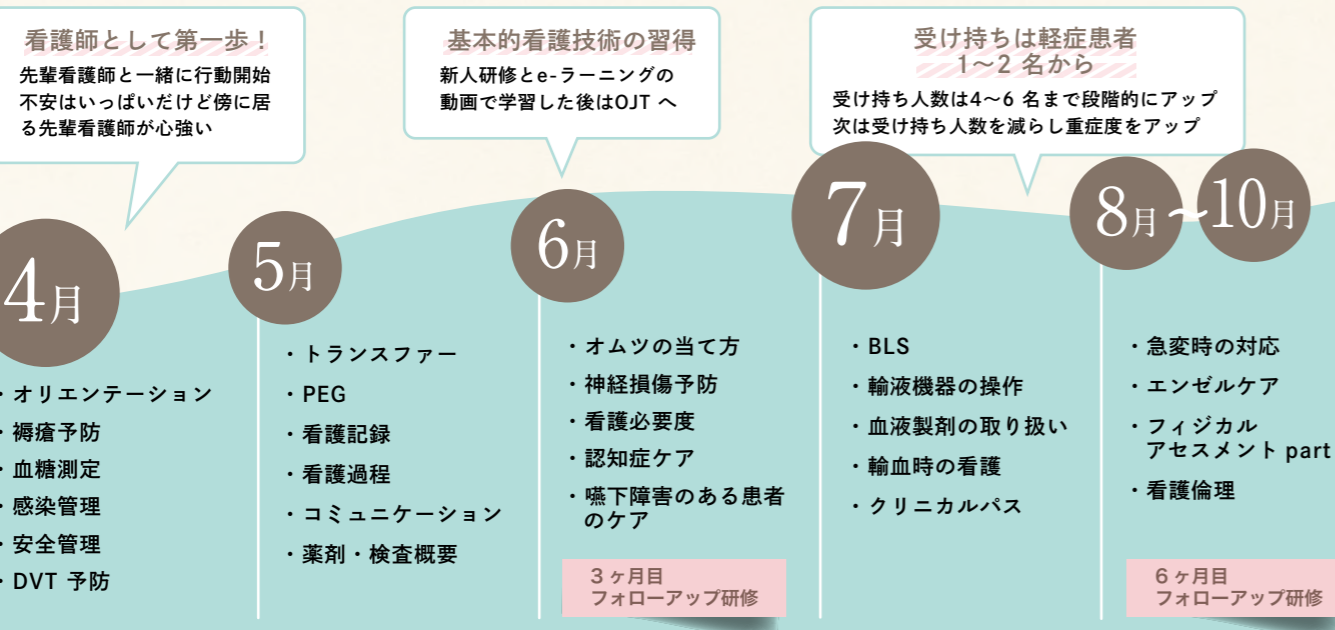 看護師として第一歩！
先輩看護師と一緒に行動開始
不安はいっぱいだけど傍に居
る先輩看護師が心強い
基本的看護技術の習得
新人研修とe-ラーニングの
動画で学習した後はOJT へ
受け持ちは軽症患者
1〜2 名から
受け持ち人数は4〜6 名まで段階的にアップ
次は受け持ち人数を減らし重症度をアップ
4月
・オリエンテーション
・褥瘡予防
・血糖測定
・感染管理
・安全管理
・DVT 予防
5月
・トランスファー
・PEG
・看護記録
・看護過程
・コミュニケーション
・薬剤・検査概要
6月
・オムツの当て方
・神経損傷予防
・看護必要度
・認知症ケア
・嚥下障害のある患者
のケア
3ヶ月目
フォローアップ研修
7月
・BLS
・輸液機器の操作
・血液製剤の取り扱い
・輸血時の看護
・クリニカルパス
8月〜10月
・急変時の対応
・エンゼルケア
・フィジカル
アセスメント part
・看護倫理
6ヶ月目
フォローアップ研修